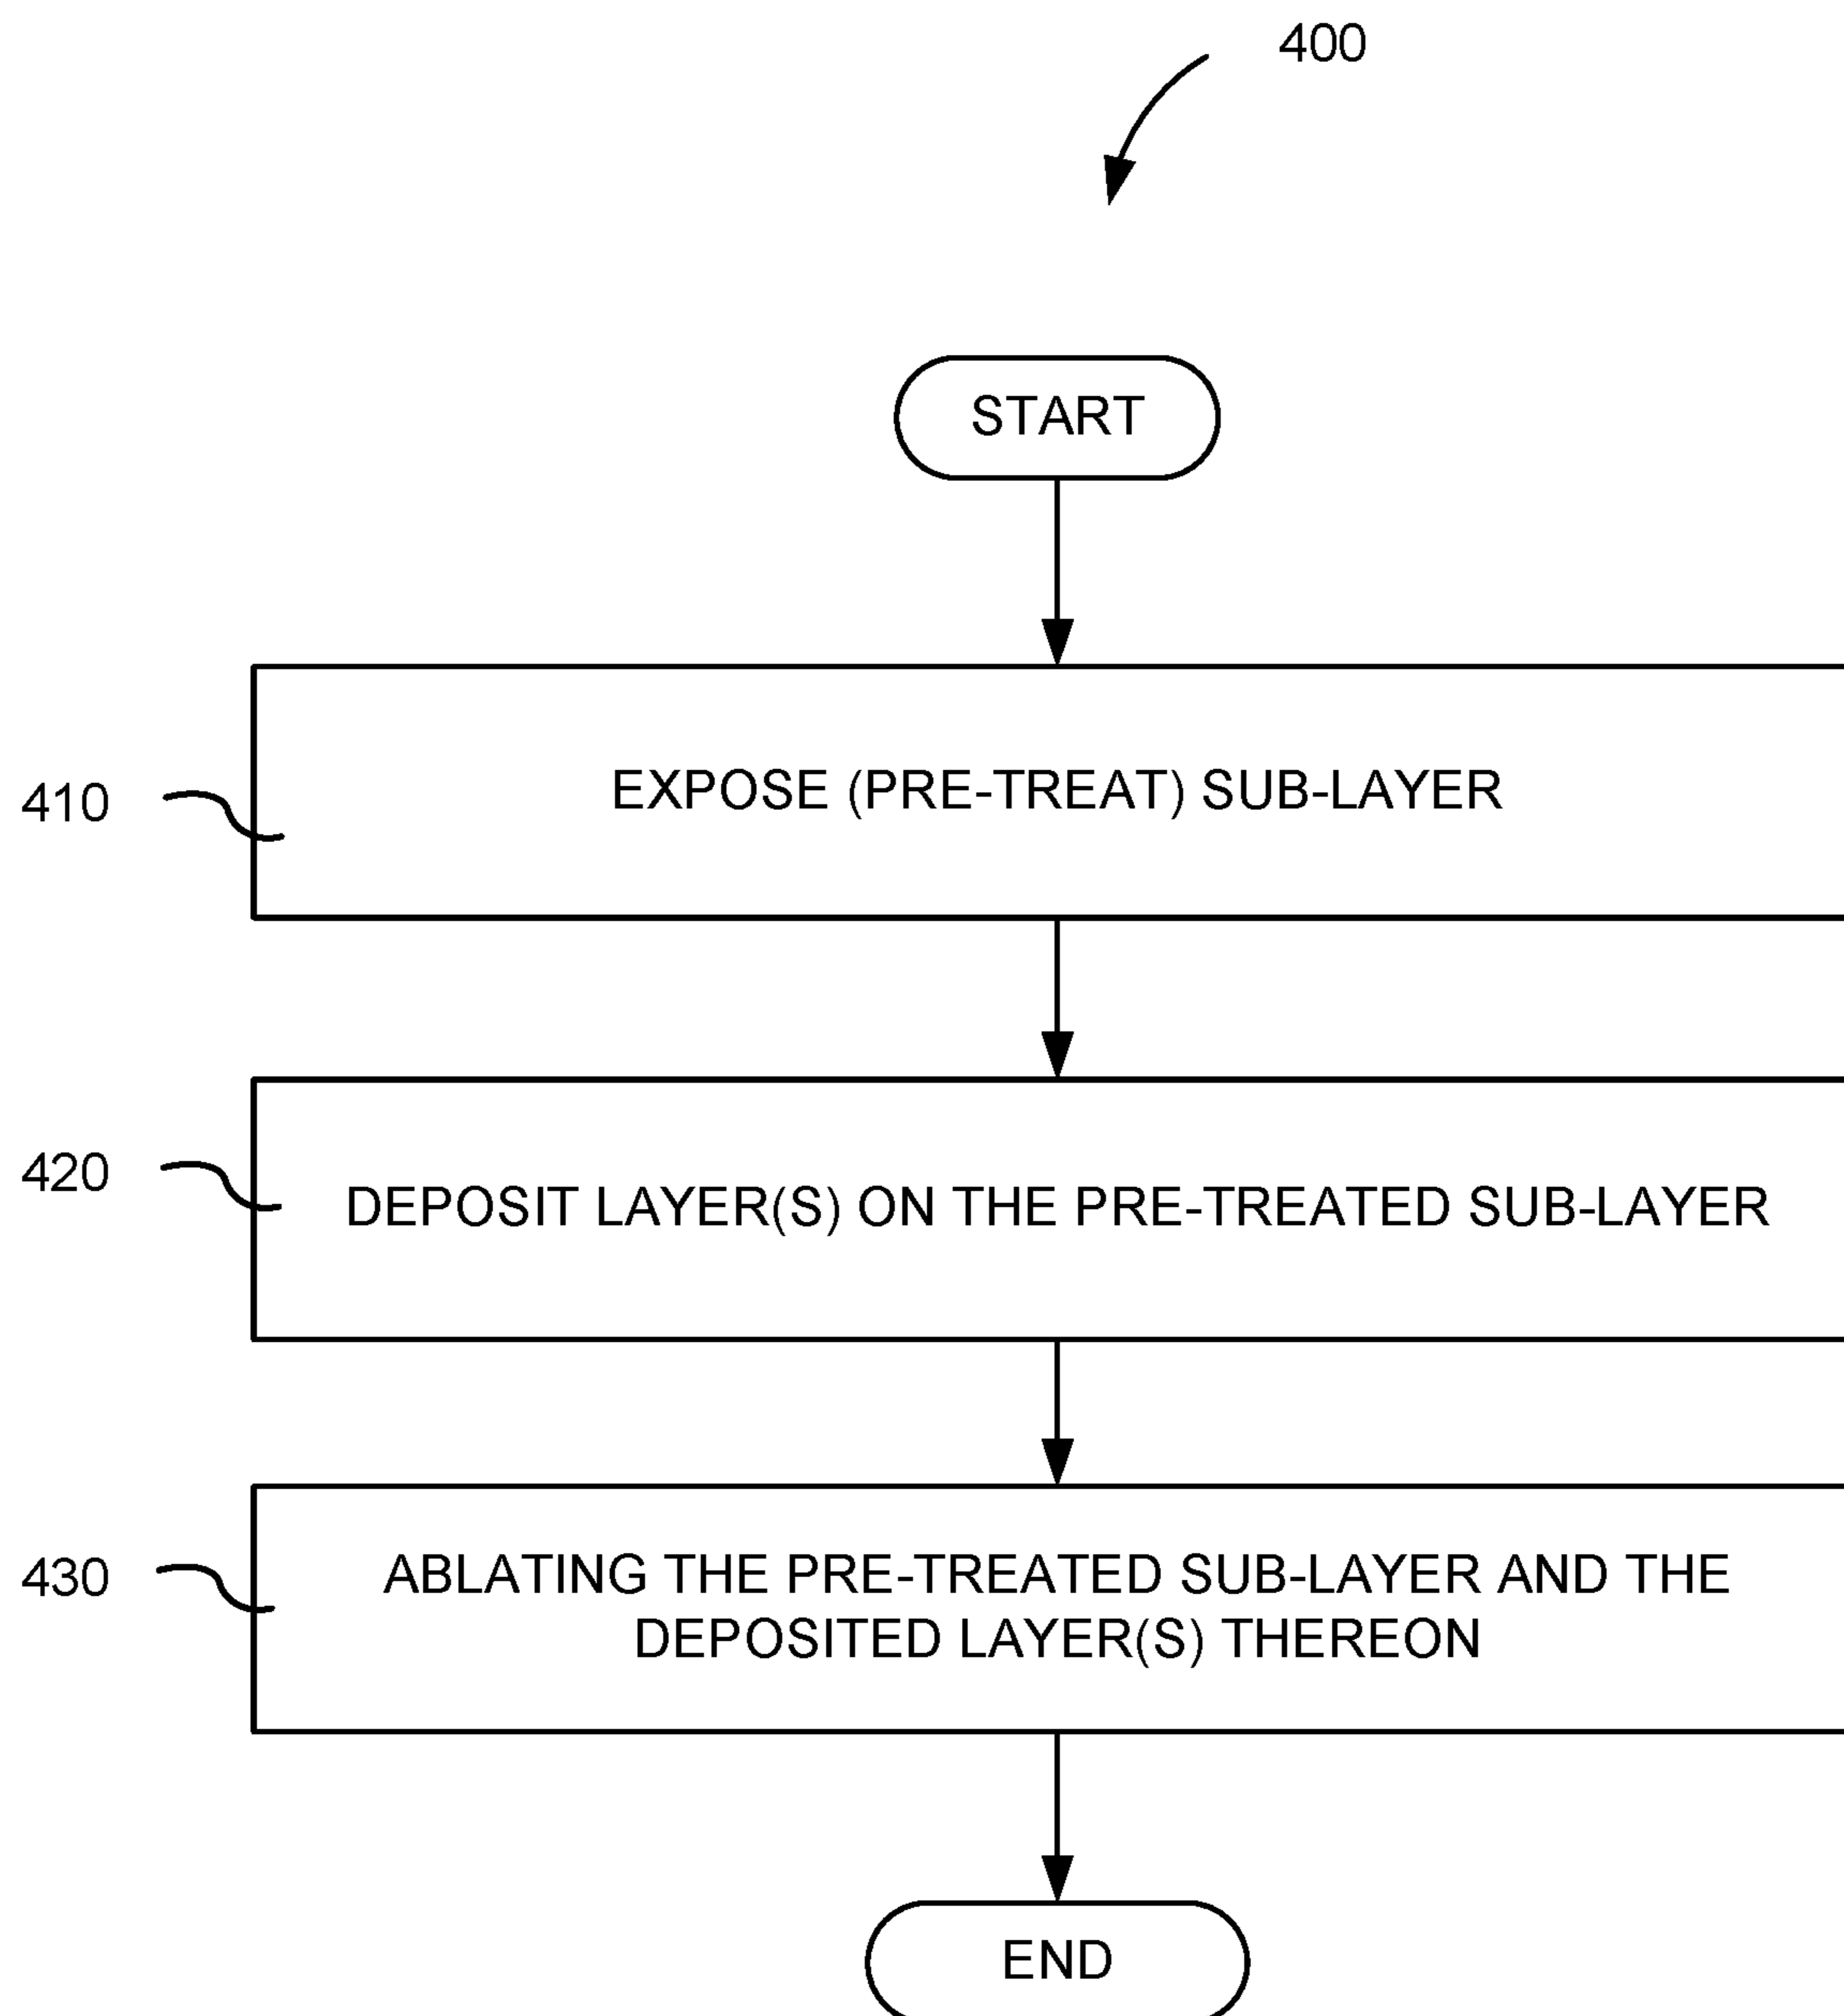 400
START
410
EXPOSE (PRE-TREAT) SUB-LAYER
420
DEPOSIT LAYER(S) ON THE PRE-TREATED SUB-LAYER
430
ABLATING THE PRE-TREATED SUB-LAYER AND THE
DEPOSITED LAYER(S) THEREON
END